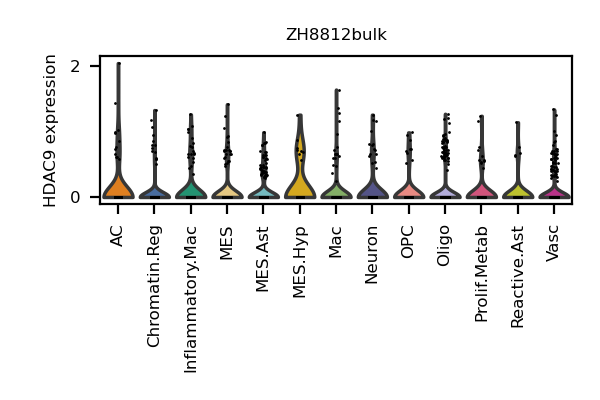 ZH8812bulk
HDAC9 expression
2
0
AC
Chromatin.Reg
Inflammatory.Mac
MES
MES.Ast
MES.Hyp
Mac
Neuron
OPC
Oligo
Prolif.Metab
Reactive.Ast
Vasc